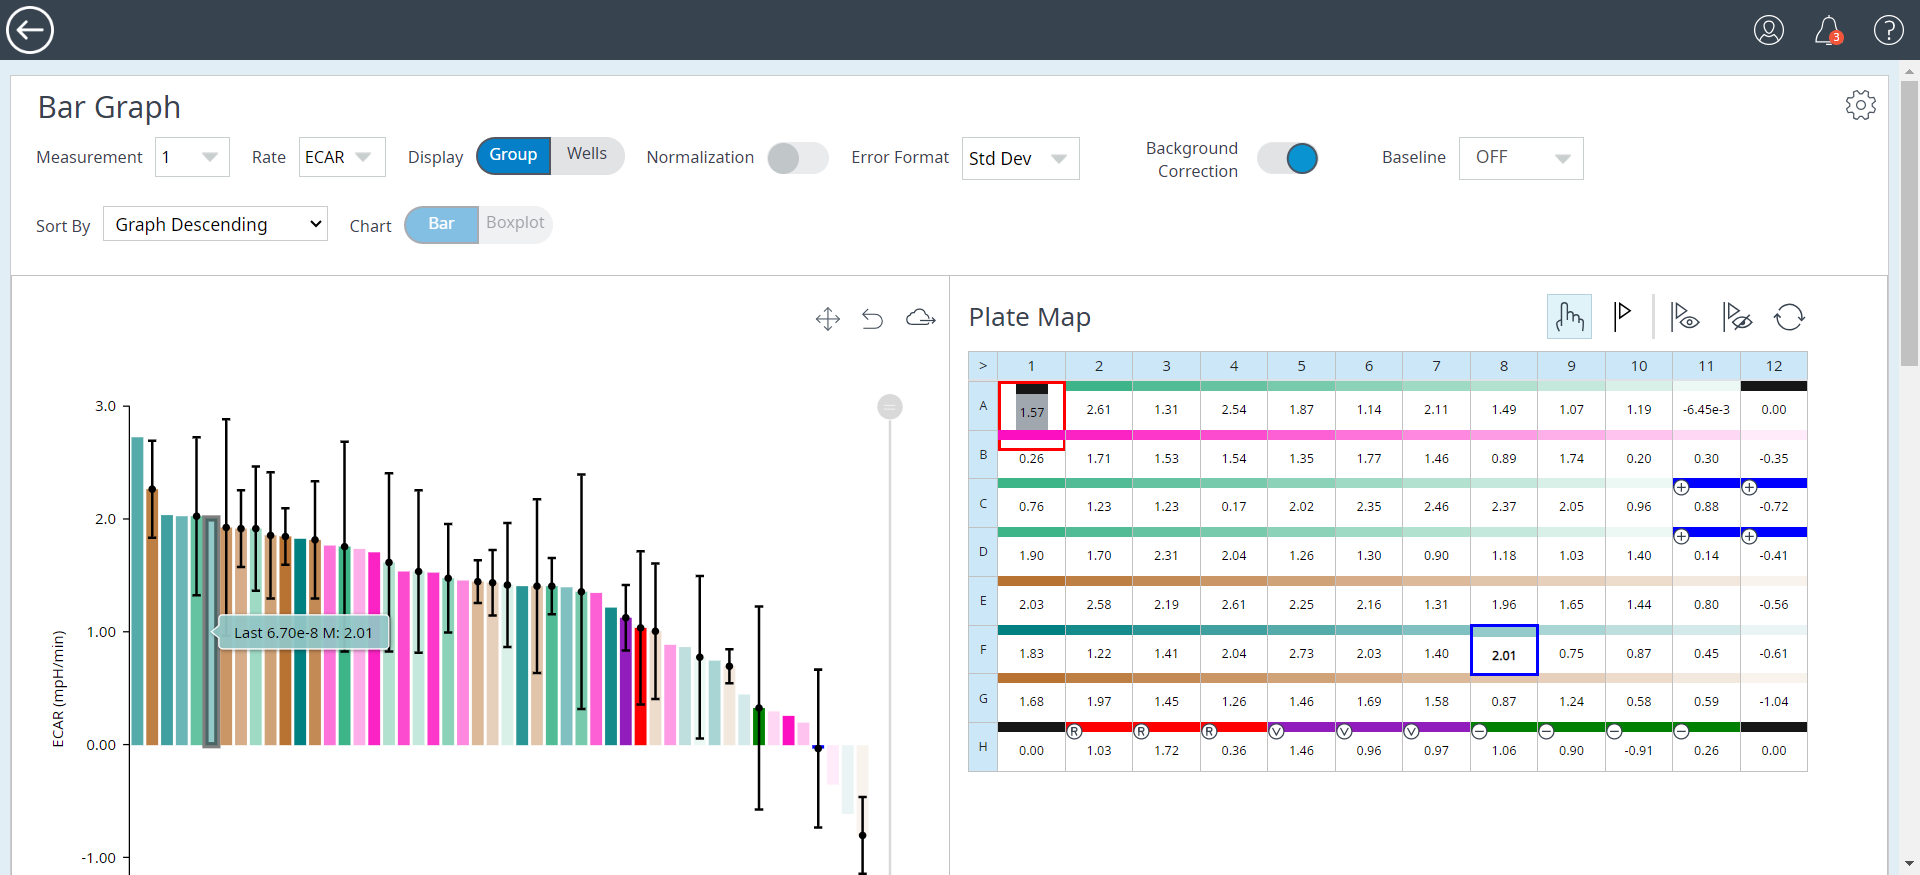 3
Bar Graph
Measurement 1 Rate ECAR Display Group Wells Normalization Error Format Std Dev Background Correction Baseline OFF
Sort By Graph Descending Chart Bar Boxplot
Plate Map
3.0
2.0
1.00
0.00
-1.00
ECAR (mpH/min)
Last 6.70e-8 M: 2.01
> 1 2 3 4 5 6 7 8 9 10 11 12
A 1.57 2.61 1.31 2.54 1.87 1.14 2.11 1.49 1.07 1.19 -6.45e-3 0.00
B 0.26 1.71 1.53 1.54 1.35 1.77 1.46 0.89 1.74 0.20 0.30 -0.35
+ +
C 0.76 1.23 1.23 0.17 2.02 2.35 2.46 2.37 2.05 0.96 0.88 -0.72
+ +
D 1.90 1.70 2.31 2.04 1.26 1.30 0.90 1.18 1.03 1.40 0.14 -0.41
E 2.03 2.58 2.19 2.61 2.25 2.16 1.31 1.96 1.65 1.44 0.80 -0.56
F 1.83 1.22 1.41 2.04 2.73 2.03 1.40 2.01 0.75 0.87 0.45 -0.61
G 1.68 1.97 1.45 1.26 1.46 1.69 1.58 0.87 1.24 0.58 0.59 -1.04
R R R V V V − − − −
H 0.00 1.03 1.72 0.36 1.46 0.96 0.97 1.06 0.90 -0.91 0.26 0.00